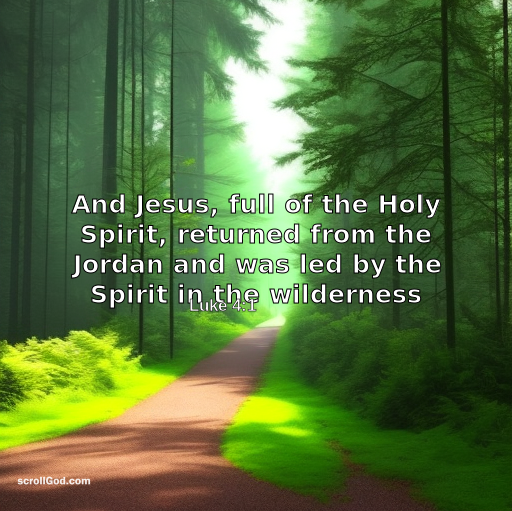 And Jesus, full of the Holy
Spirit, returned from the
Jordan and was led by the
Spirit in the wilderness
Luke 4:1
scrollGod.com